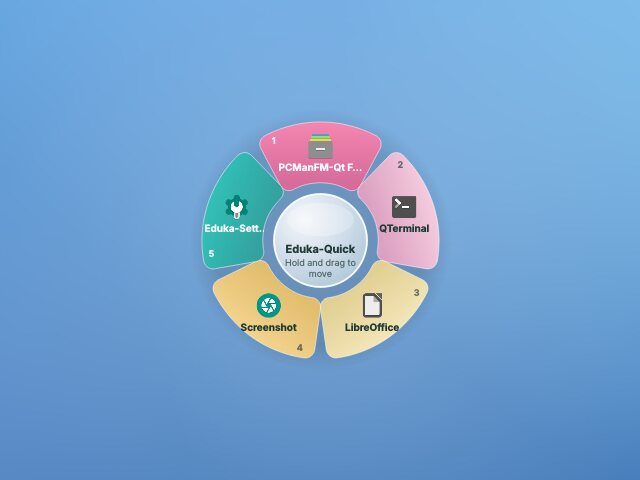 1
PCManFM-Qt F...
2
QTerminal
3
LibreOffice
4
Screenshot
5
Eduka-Sett...
Eduka-Quick
Hold and drag to
move